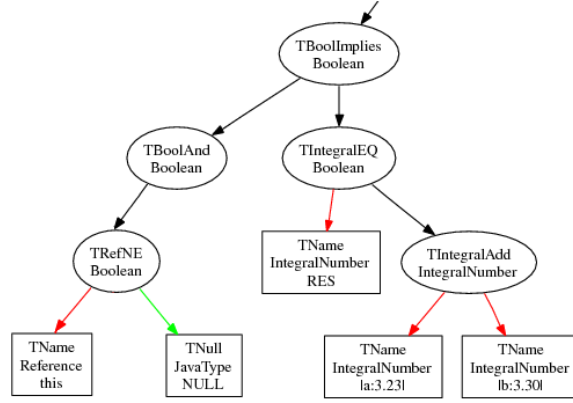 TBoolImplies
Boolean
TBoolAnd
Boolean
TIntegralEQ
Boolean
TRefNE
Boolean
TName
IntegralNumber
RES
TIntegralAdd
IntegralNumber
TName
Reference
this
TNull
JavaType
NULL
TName
IntegralNumber
|a:3.23|
TName
IntegralNumber
|b:3.30|